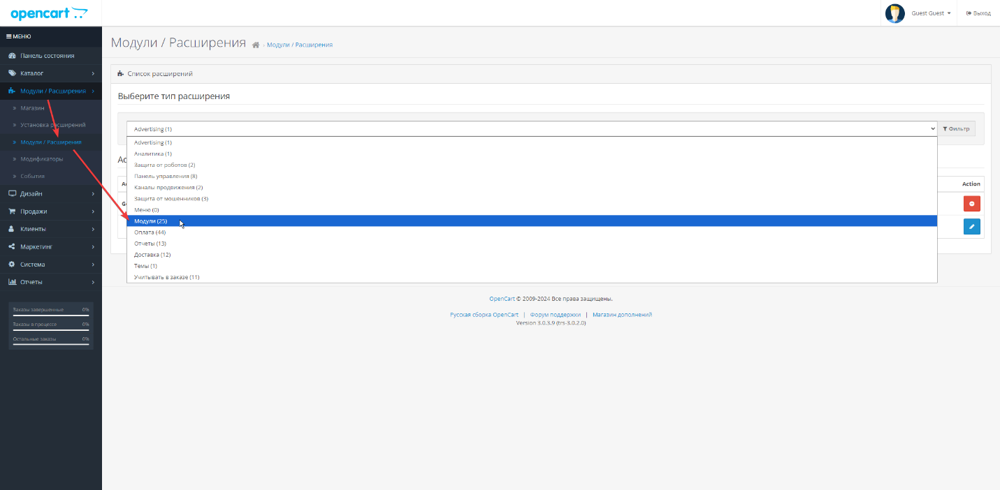 opencart
Guest Guest
Выход
МЕНЮ
Панель состояния
Каталог
Модули / Расширения
Магазин
Установка расширений
Модули / Расширения
Модификаторы
События
Дизайн
Продажи
Клиенты
Маркетинг
Система
Отчеты
Заказы завершенные 0%
Заказы в процессе 0%
Остальные заказы 0%
Модули / Расширения
Модули / Расширения
Список расширений
Выберите тип расширения
Advertising (1)
Фильтр
Advertising (1)
Аналитика (1)
Защита от роботов (2)
Панель управления (8)
Каналы продвижения (2)
Защита от мошенников (3)
Меню (0)
Модули (25)
Оплата (44)
Отчеты (13)
Доставка (12)
Темы (1)
Учитывать в заказе (11)
Action
OpenCart © 2009-2024 Все права защищены.
Русская сборка OpenCart | Форум поддержки | Магазин дополнений
Version 3.0.3.9 (trs-3.0.2.0)